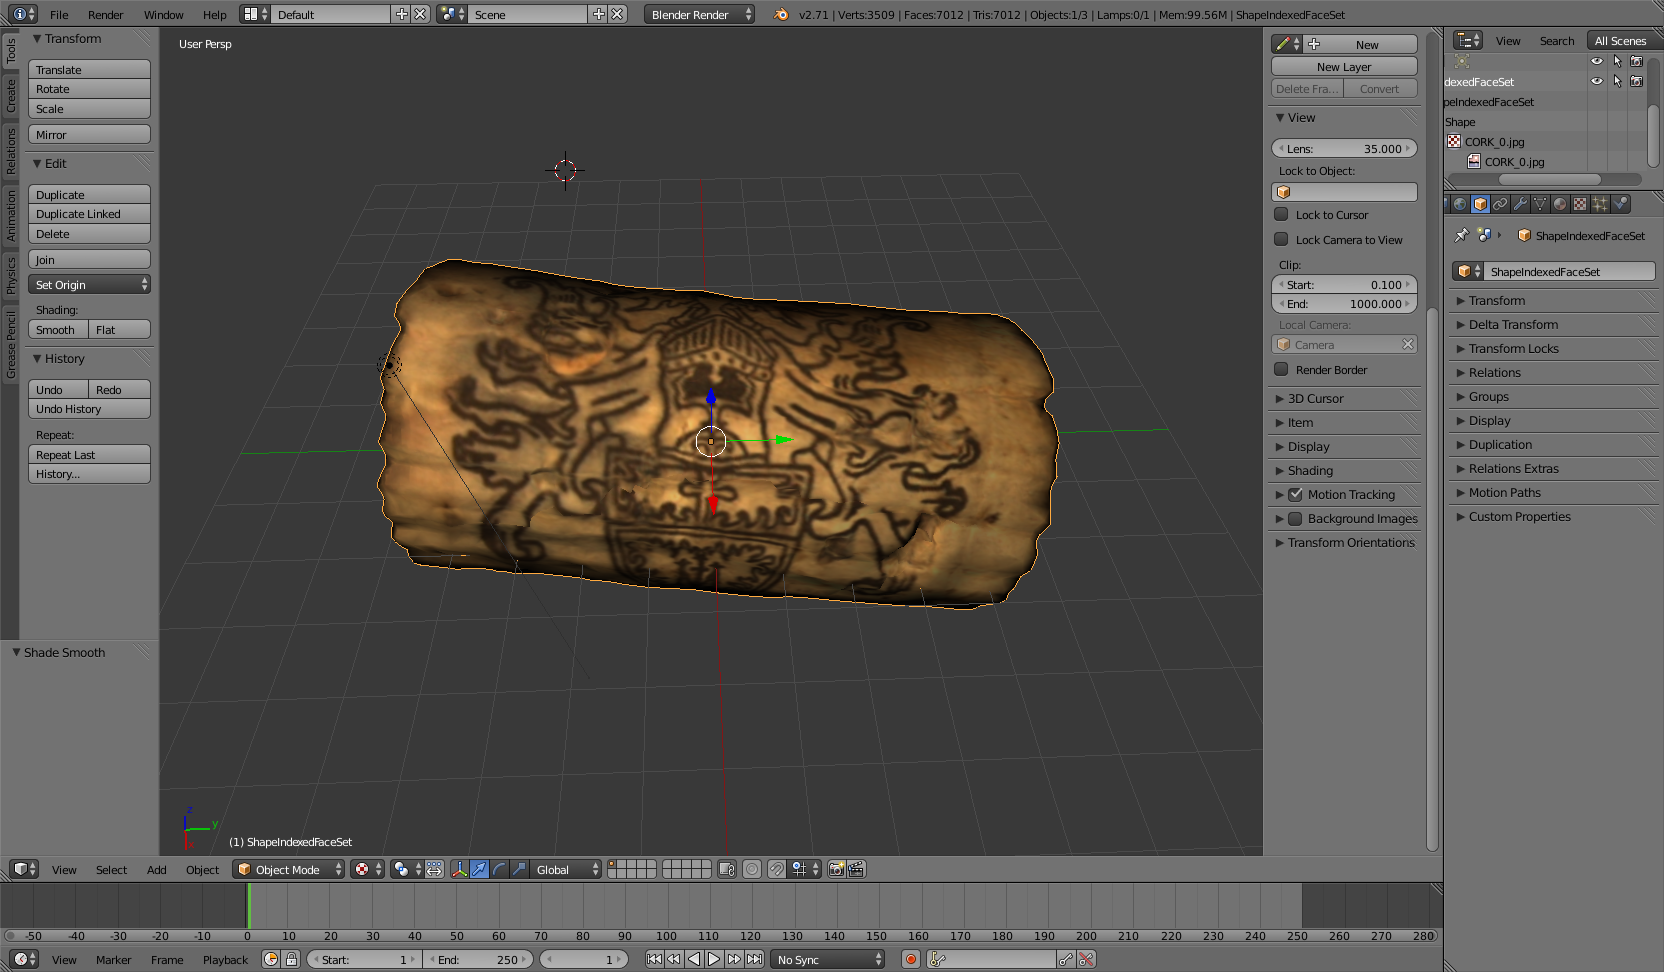 File Render Window Help Default Scene Blender Render v2.71 | Verts:3509 | Faces:7012 | Tris:7012 | Objects:1/3 | Lamps:0/1 | Mem:99.56M | ShapeIndexedFaceSet
Tools
Create
Relations
Animation
Physics
Grease Pencil
Transform
Translate
Rotate
Scale
Mirror
Edit
Duplicate
Duplicate Linked
Delete
Join
Set Origin
Shading:
Smooth Flat
History
Undo Redo
Undo History
Repeat:
Repeat Last
History...
Shade Smooth
User Persp
z
y
(1) ShapeIndexedFaceSet
New
New Layer
Delete Fra... Convert
View
Lens: 35.000
Lock to Object:
Lock to Cursor
Lock Camera to View
Clip:
Start: 0.100
End: 1000.000
Local Camera:
Camera
Render Border
3D Cursor
Item
Display
Shading
Motion Tracking
Background Images
Transform Orientations
View Search All Scenes
dexedFaceSet
peIndexedFaceSet
Shape
CORK_0.jpg
CORK_0.jpg
ShapeIndexedFaceSet
ShapeIndexedFaceSet
Transform
Delta Transform
Transform Locks
Relations
Groups
Display
Duplication
Relations Extras
Motion Paths
Custom Properties
View Select Add Object Object Mode Global
-50 -40 -30 -20 -10 0 10 20 30 40 50 60 70 80 90 100 110 120 130 140 150 160 170 180 190 200 210 220 230 240 250 260 270 280
View Marker Frame Playback Start: 1 End: 250 1 No Sync